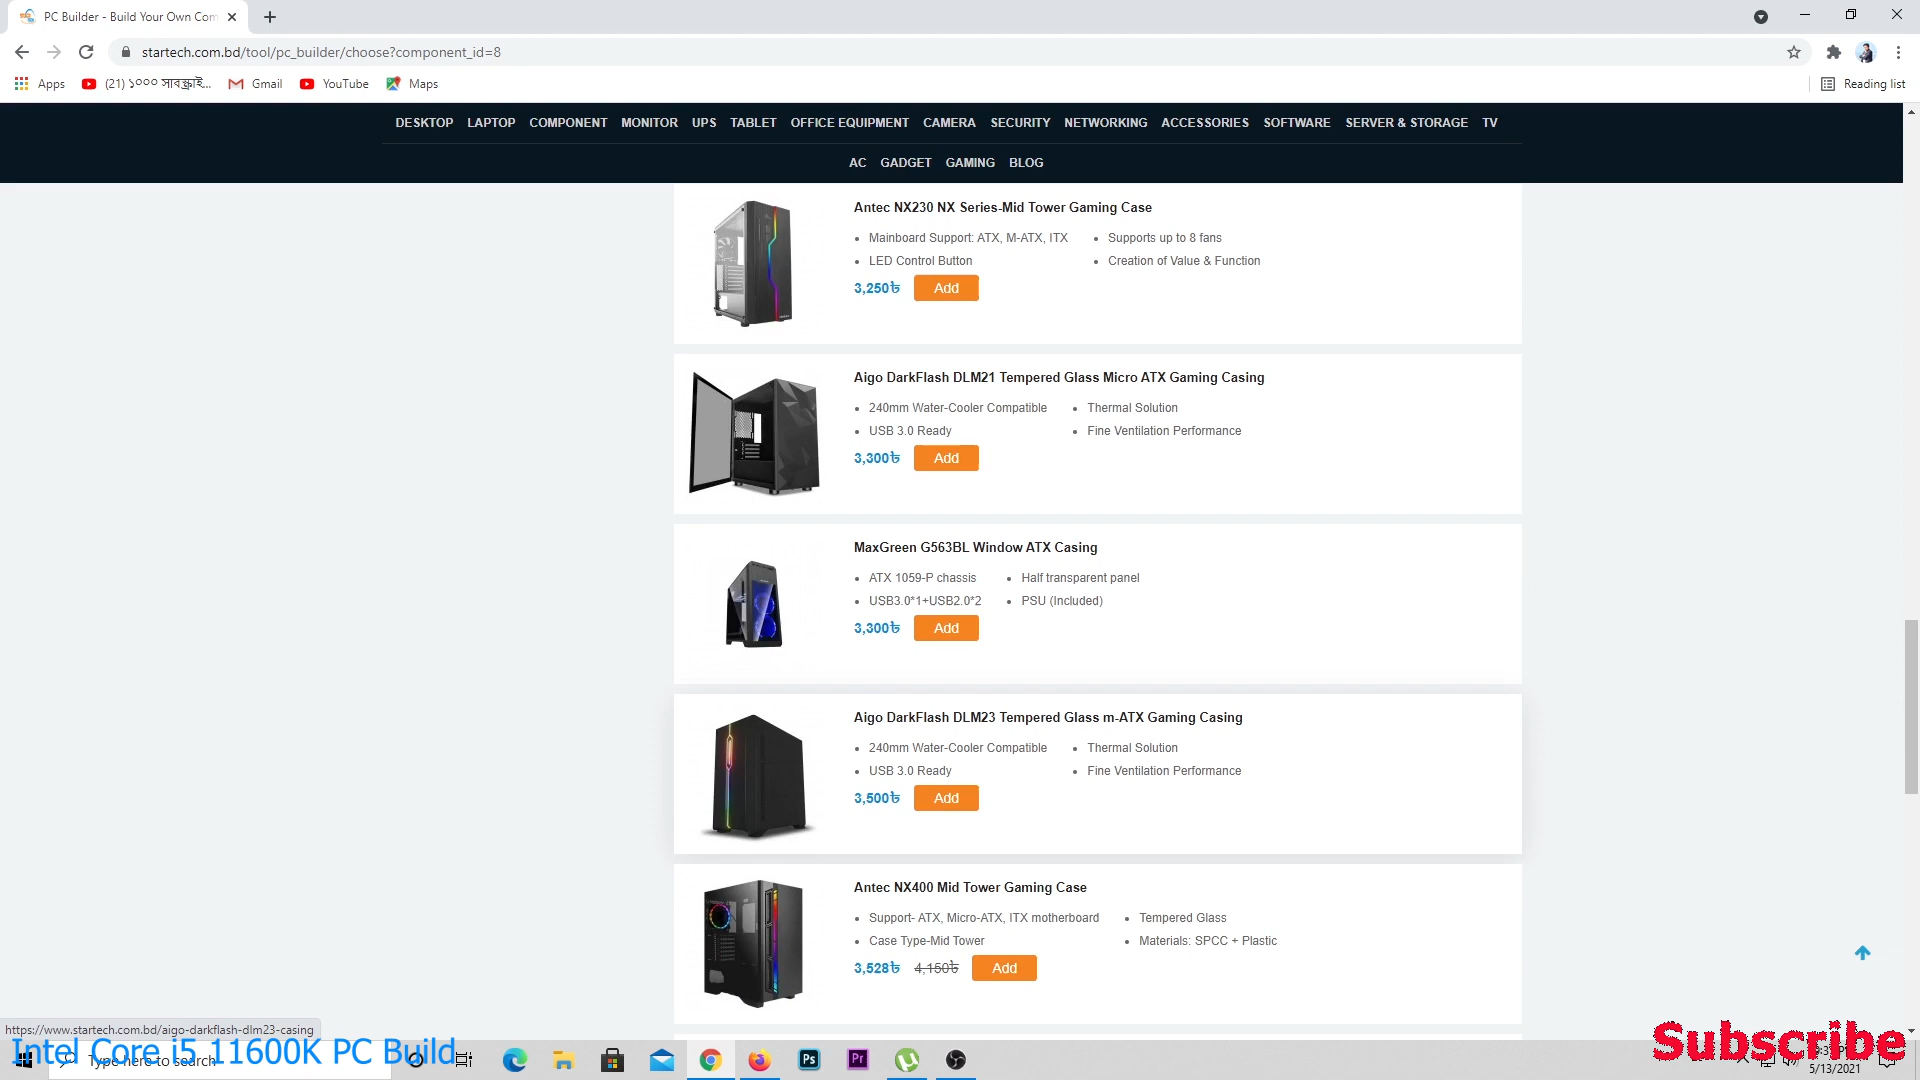 PC Builder - Build Your Own Com
startech.com.bd/tool/pc_builder/choose?component_id=8
Apps
(21) ১০০০ সাবস্ক্রাই...
Gmail
YouTube
Maps
Reading list
DESKTOP LAPTOP COMPONENT MONITOR UPS TABLET OFFICE EQUIPMENT CAMERA SECURITY NETWORKING ACCESSORIES SOFTWARE SERVER & STORAGE TV
AC GADGET GAMING BLOG
Antec NX230 NX Series-Mid Tower Gaming Case
Mainboard Support: ATX, M-ATX, ITX
Supports up to 8 fans
LED Control Button
Creation of Value & Function
3,250৳ Add
Aigo DarkFlash DLM21 Tempered Glass Micro ATX Gaming Casing
240mm Water-Cooler Compatible
Thermal Solution
USB 3.0 Ready
Fine Ventilation Performance
3,300৳ Add
MaxGreen G563BL Window ATX Casing
ATX 1059-P chassis
Half transparent panel
USB3.0*1+USB2.0*2
PSU (Included)
3,300৳ Add
Aigo DarkFlash DLM23 Tempered Glass m-ATX Gaming Casing
240mm Water-Cooler Compatible
Thermal Solution
USB 3.0 Ready
Fine Ventilation Performance
3,500৳ Add
Antec NX400 Mid Tower Gaming Case
Support- ATX, Micro-ATX, ITX motherboard
Tempered Glass
Case Type-Mid Tower
Materials: SPCC + Plastic
3,528৳ 4,150৳ Add
https://www.startech.com.bd/aigo-darkflash-dlm23-casing
Intel Core i5 11600K PC Build
Type here to search
Ps
Pr
Subscribe
5/13/2021